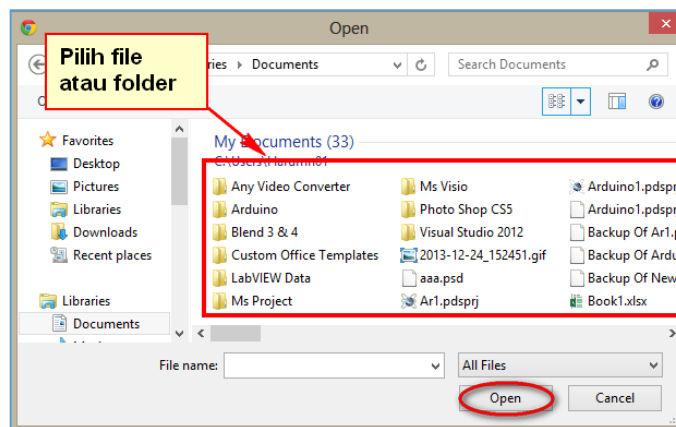 Open
Pilih file
atau folder
ries Documents
Search Documents
Favorites
Desktop
Pictures
Libraries
Downloads
Recent places
Libraries
Documents
My Documents (33)
Any Video Converter
Arduino
Blend 3 & 4
Custom Office Templates
LabVIEW Data
Ms Project
Ms Visio
Photo Shop CS5
Visual Studio 2012
2013-12-24_152451.gif
aaa.psd
Ar1.pdsprj
Arduino1.pdspr
Arduino1.pdspr
Backup Of Ar1.p
Backup Of Ardu
Backup Of New
Book1.xlsx
File name:
All Files
Open
Cancel